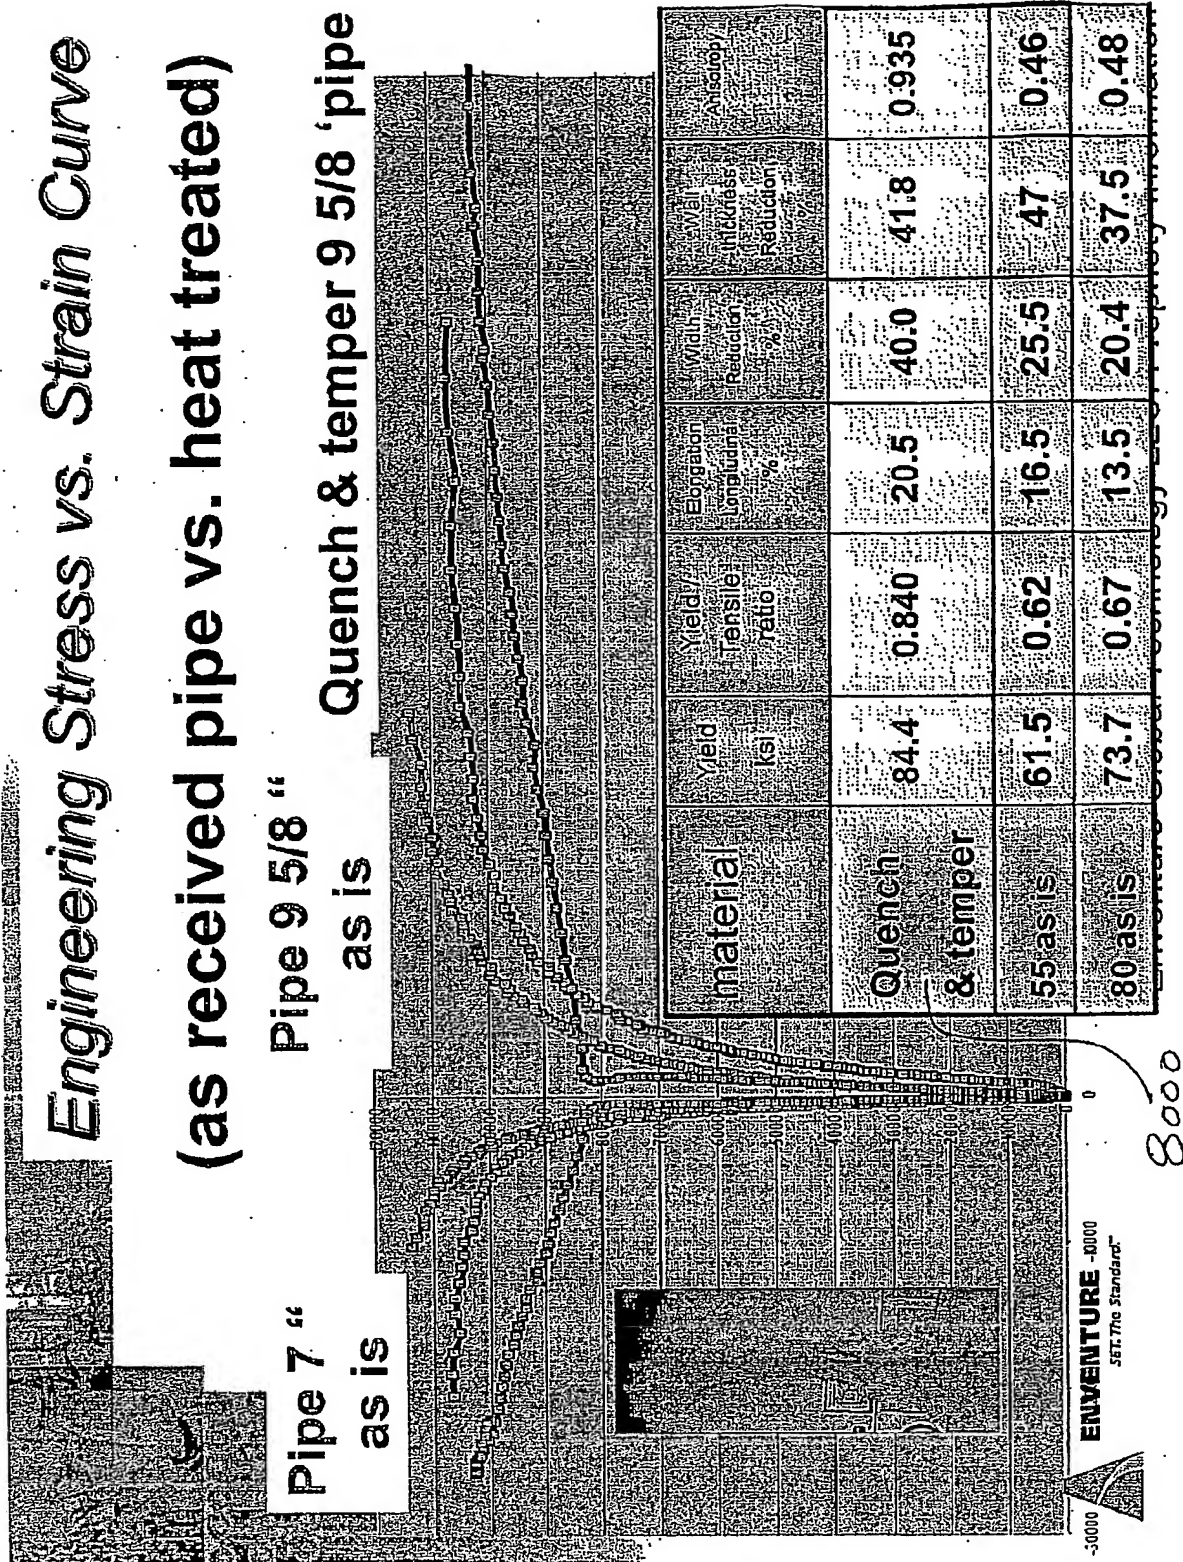 Engineering Stress vs. Strain Curve
(as received pipe vs. heat treated)
Pipe 7 “
as is
Pipe 9 5/8 “
as is
Quench & temper 9 5/8 ‘pipe
material Yield ksi Yield / Tensile ratio Elongation Longitudinal % Width Reduction % Wall thickness Reduction % Anisotropy
Quench & temper 84.4 0.840 20.5 40.0 41.8 0.935
55 as is 61.5 0.62 16.5 25.5 47 0.46
80 as is 73.7 0.67 13.5 20.4 37.5 0.48
0
ENVENTURE
SET. The Standard.™
8000